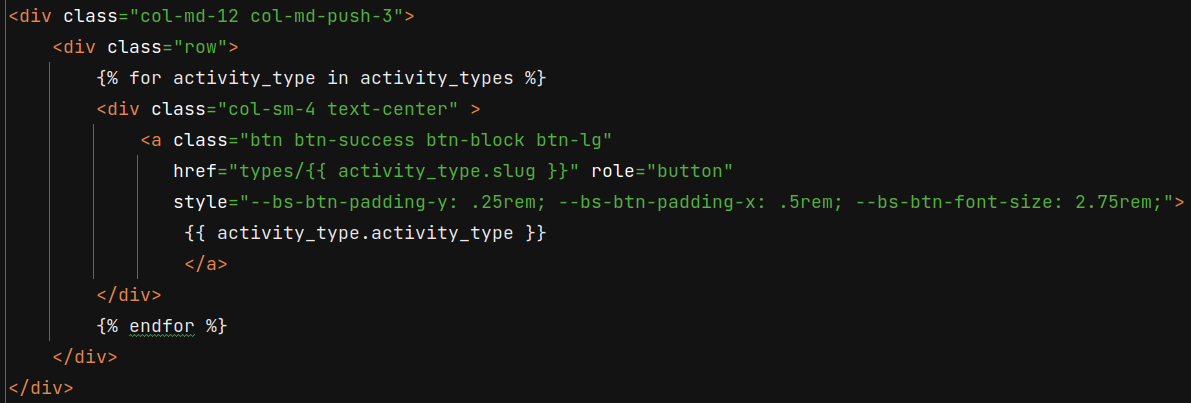 <div class="col-md-12 col-md-push-3">
    <div class="row">
        {% for activity_type in activity_types %}
        <div class="col-sm-4 text-center" >
            <a class="btn btn-success btn-block btn-lg"
               href="types/{{ activity_type.slug }}" role="button"
               style="--bs-btn-padding-y: .25rem; --bs-btn-padding-x: .5rem; --bs-btn-font-size: 2.75rem;">
                {{ activity_type.activity_type }}
                </a>
        </div>
        {% endfor %}
    </div>
</div>